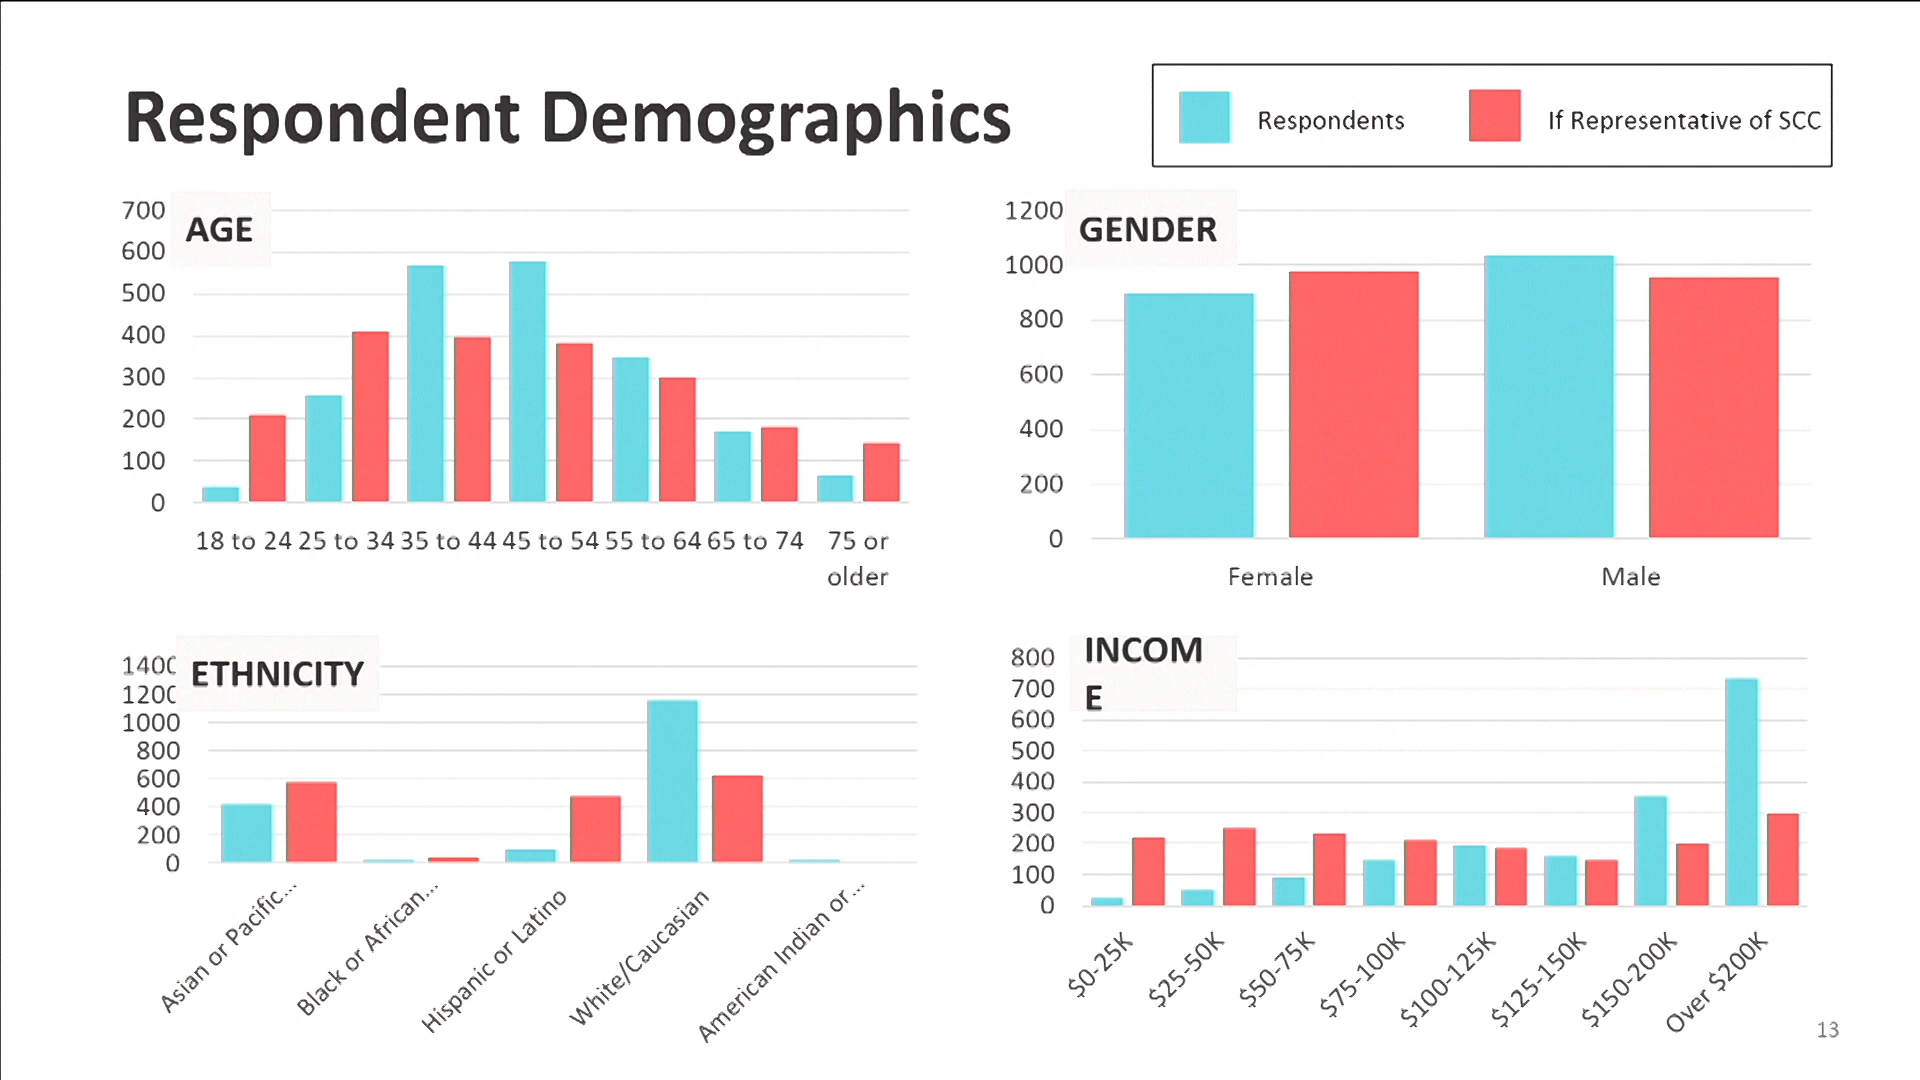 Respondent Demographics
Respondents
If Representative of SCC
AGE
700
600
500
400
300
200
100
0
18 to 24 25 to 34 35 to 44 45 to 54 55 to 64 65 to 74 75 or
older
GENDER
1200
1000
800
600
400
200
0
Female
Male
ETHNICITY
1400
1200
1000
800
600
400
200
0
Asian or Pacific...
Black or African...
Hispanic or Latino
White/Caucasian
American Indian or...
INCOM
E
800
700
600
500
400
300
200
100
0
$0-25K
$25-50K
$50-75K
$75-100K
$100-125K
$125-150K
$150-200K
Over $200K
13